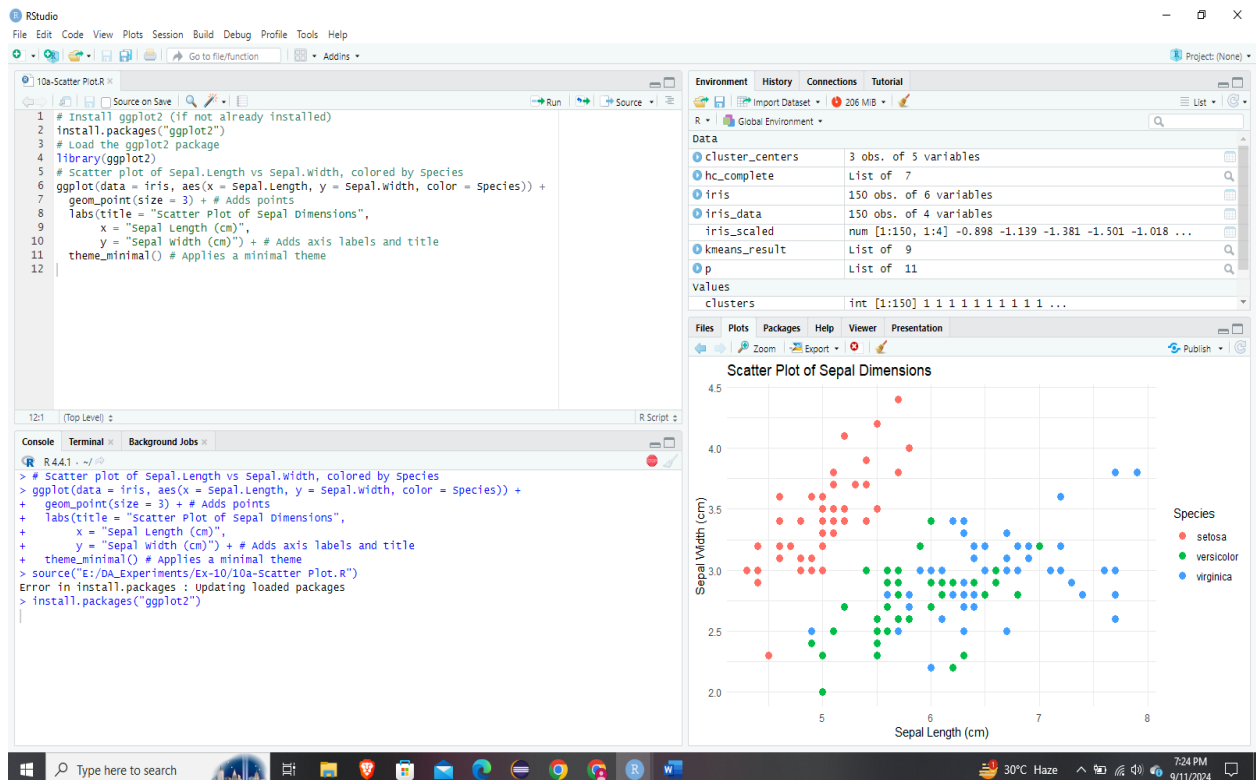 RStudio
File Edit Code View Plots Session Build Debug Profile Tools Help
Go to file/function Addins Project: (None)
10a-Scatter Plot.R
Source on Save Run Source
1 # Install ggplot2 (if not already installed)
2 install.packages("ggplot2")
3 # Load the ggplot2 package
4 library(ggplot2)
5 # Scatter plot of Sepal.Length vs Sepal.Width, colored by Species
6 ggplot(data = iris, aes(x = Sepal.Length, y = Sepal.Width, color = Species)) +
7 geom_point(size = 3) + # Adds points
8 labs(title = "Scatter Plot of Sepal Dimensions",
9 x = "Sepal Length (cm)",
10 y = "Sepal Width (cm)") + # Adds axis labels and title
11 theme_minimal() # Applies a minimal theme
12
12:1 (Top Level) R Script
Console Terminal Background Jobs
R 4.4.1 · ~/
> # Scatter plot of Sepal.Length vs Sepal.Width, colored by Species
> ggplot(data = iris, aes(x = Sepal.Length, y = Sepal.Width, color = Species)) +
+ geom_point(size = 3) + # Adds points
+ labs(title = "Scatter Plot of Sepal Dimensions",
+ x = "Sepal Length (cm)",
+ y = "Sepal Width (cm)") + # Adds axis labels and title
+ theme_minimal() # Applies a minimal theme
> source("E:/DA_Experiments/Ex-10/10a-Scatter Plot.R")
Error in install.packages : Updating loaded packages
> install.packages("ggplot2")
Environment History Connections Tutorial
Import Dataset 206 MiB List
R Global Environment
Data
cluster_centers 3 obs. of 5 variables
hc_complete List of 7
iris 150 obs. of 6 variables
iris_data 150 obs. of 4 variables
iris_scaled num [1:150, 1:4] -0.898 -1.139 -1.381 -1.501 -1.018 ...
kmeans_result List of 9
p List of 11
Values
clusters int [1:150] 1 1 1 1 1 1 1 1 1 1 ...
Files Plots Packages Help Viewer Presentation
Zoom Export Publish
Scatter Plot of Sepal Dimensions
4.5
4.0
3.5
3.0
2.5
2.0
Sepal Width (cm)
5 6 7 8
Sepal Length (cm)
Species
setosa
versicolor
virginica
Type here to search
30°C Haze
7:24 PM
9/11/2024